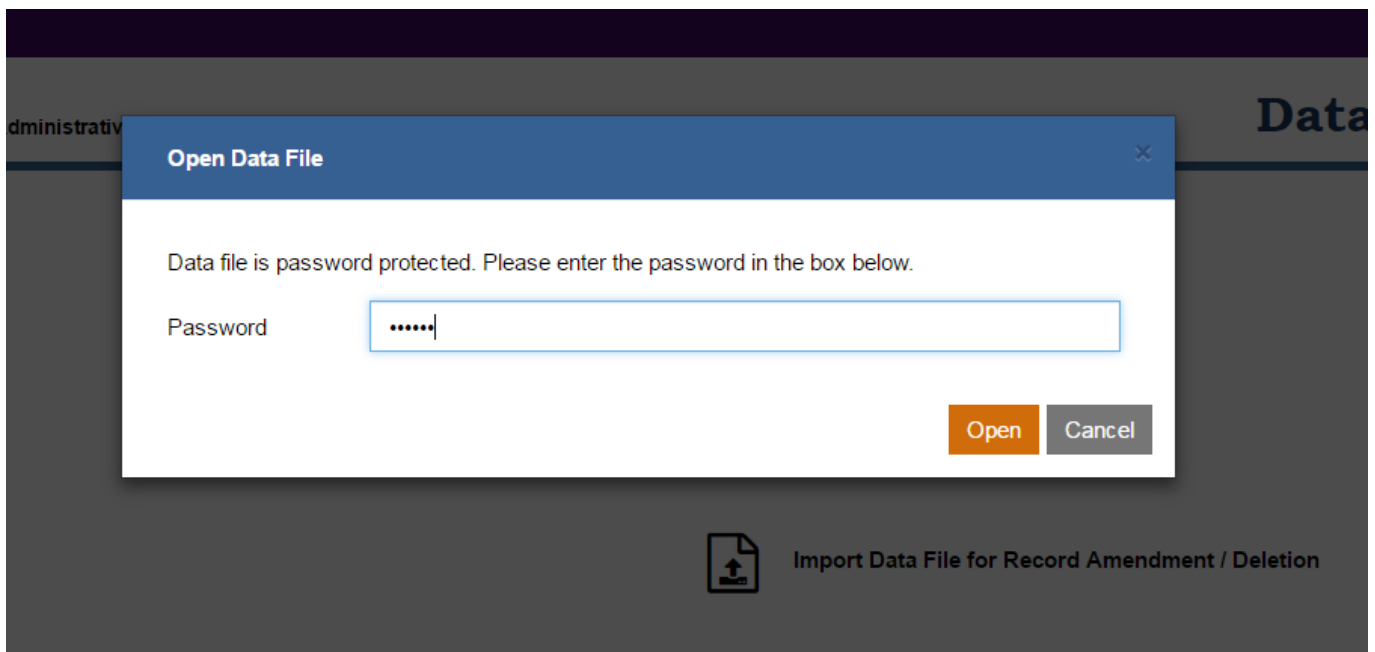 dministrativ
Data
Open Data File
×
Data file is password protected. Please enter the password in the box below.
Password
••••••
Open Cancel
Import Data File for Record Amendment / Deletion